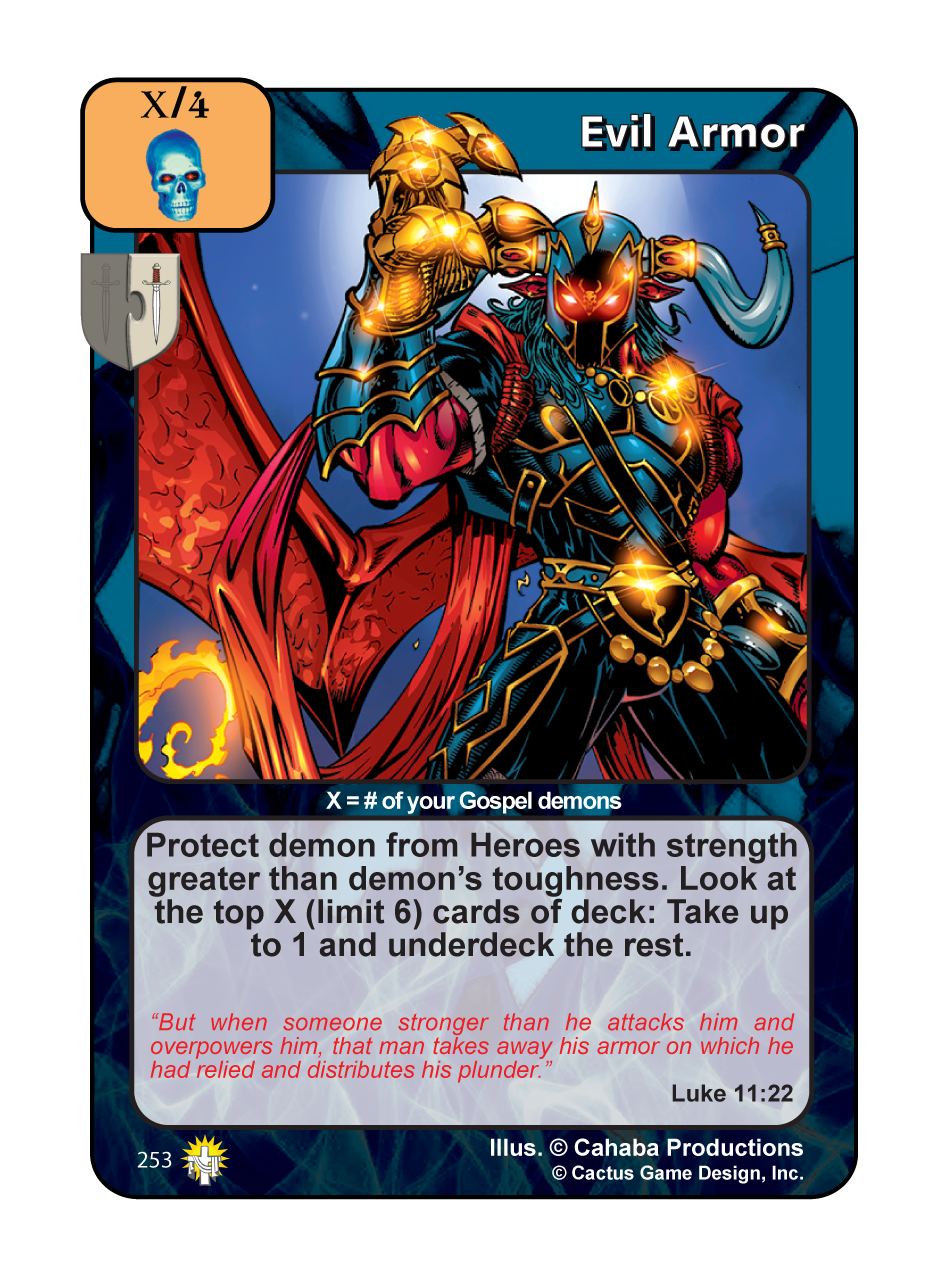 X/4
Evil Armor
X = # of your Gospel demons
Protect demon from Heroes with strength
greater than demon's toughness. Look at
the top X (limit 6) cards of deck: Take up
to 1 and underdeck the rest.
“But when someone stronger than he attacks him and
overpowers him, that man takes away his armor on which he
had relied and distributes his plunder.”
Luke 11:22
253
Illus. © Cahaba Productions
© Cactus Game Design, Inc.